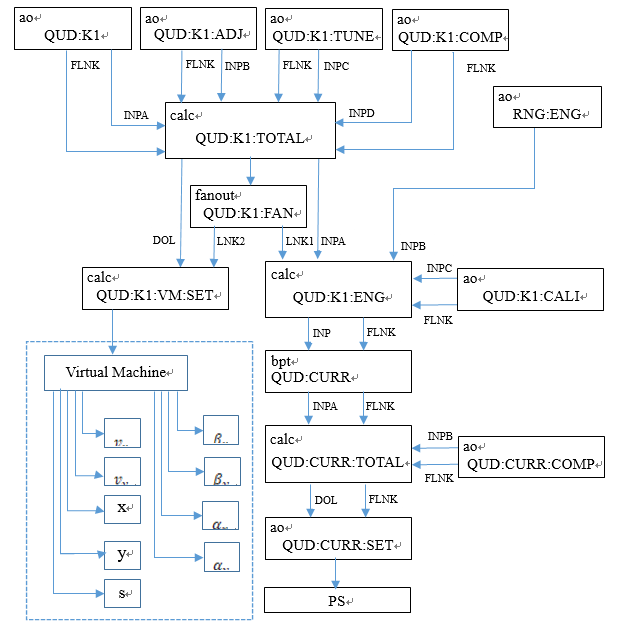 ao
QUD:K1
ao
QUD:K1:ADJ
ao
QUD:K1:TUNE
ao
QUD:K1:COMP
FLNK
FLNK
INPB
FLNK
INPC
FLNK
INPA
INPD
ao
RNG:ENG
calc
QUD:K1:TOTAL
fanout
QUD:K1:FAN
DOL
LNK2
LNK1
INPA
INPB
calc
QUD:K1:VM:SET
calc
QUD:K1:ENG
INPC
FLNK
ao
QUD:K1:CALI
INP
FLNK
Virtual Machine
bpt
QUD:CURR
INPA
FLNK
calc
QUD:CURR:TOTAL
INPB
FLNK
ao
QUD:CURR:COMP
x
y
s
DOL
FLNK
ao
QUD:CURR:SET
PS